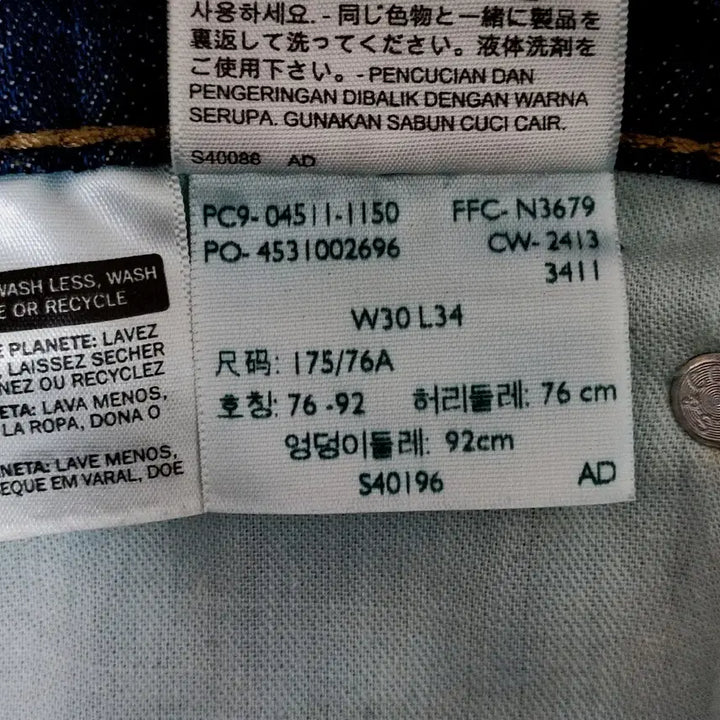 사용하세요. - 同じ色物と一緒に製品を
裏返して洗ってください。液体洗剤を
ご使用下さい。- PENCUCIAN DAN
PENGERINGAN DIBALIK DENGAN WARNA
SERUPA. GUNAKAN SABUN CUCI CAIR.
S40086 AD
PC9- 04511-1150 FFC- N3679
PO- 4531002696 CW- 2413
3411
W30 L34
尺码: 175/76A
호칭: 76 -92 허리둘레: 76 cm
엉덩이둘레: 92cm
S40196 AD
WASH LESS, WASH
E OR RECYCLE
E PLANETE: LAVEZ
, LAISSEZ SECHER
NEZ OU RECYCLEZ
ETA: LAVA MENOS,
LA ROPA, DONA O
NETA: LAVE MENOS,
EQUE EM VARAL, DOE